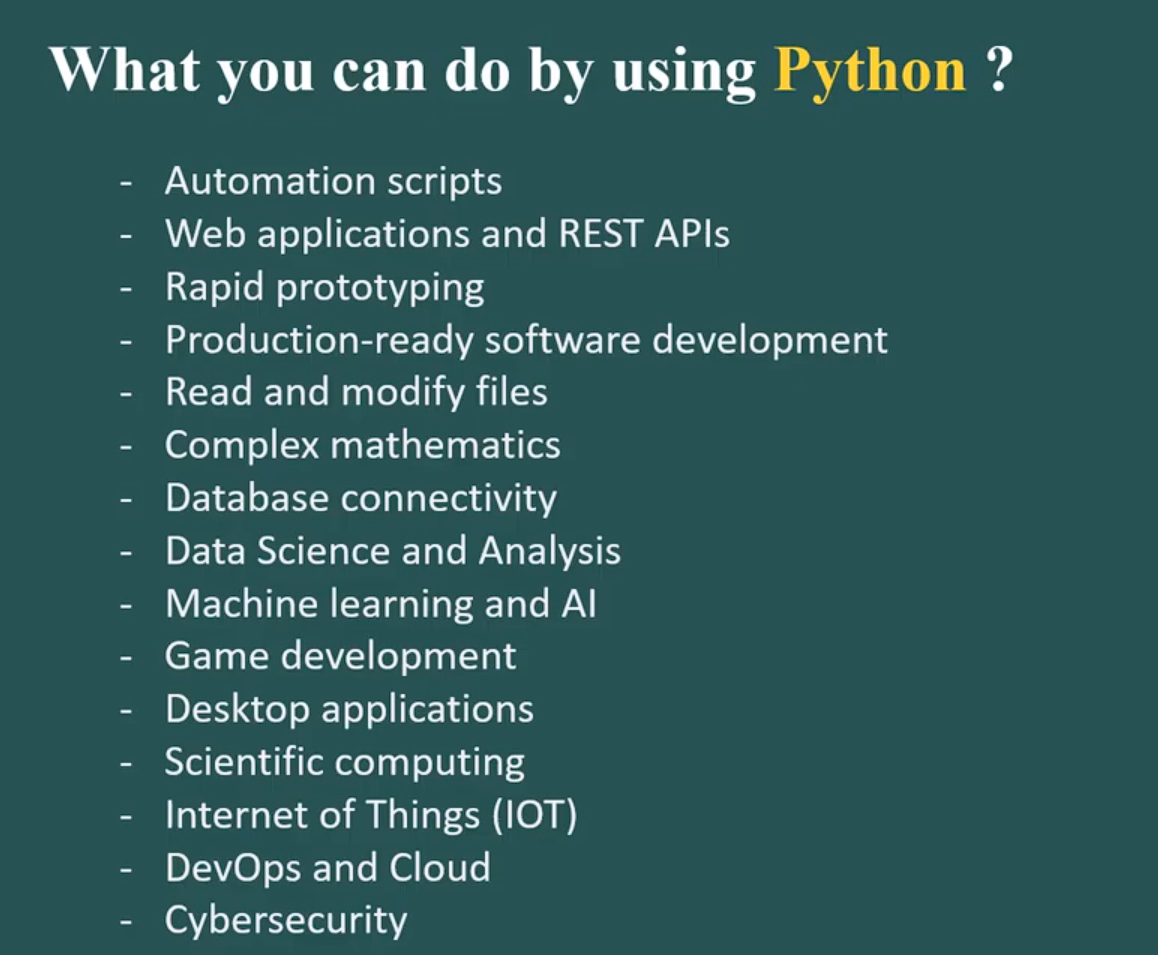 What you can do by using Python ?
- Automation scripts
- Web applications and REST APIs
- Rapid prototyping
- Production-ready software development
- Read and modify files
- Complex mathematics
- Database connectivity
- Data Science and Analysis
- Machine learning and AI
- Game development
- Desktop applications
- Scientific computing
- Internet of Things (IOT)
- DevOps and Cloud
- Cybersecurity